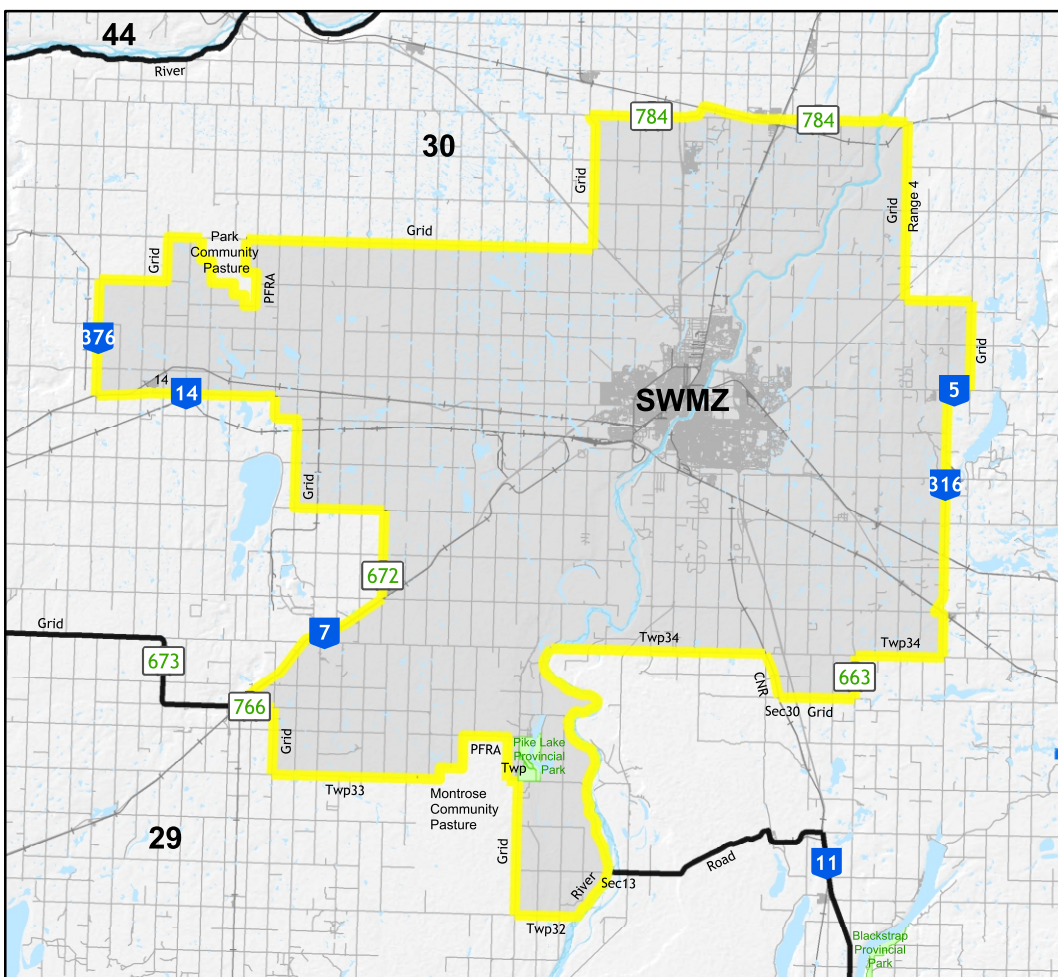 44
River
784
784
30
Grid
Grid
Range 4
Grid
Park
Community
Pasture
Grid
PFRA
Grid
376
14
14
5
SWMZ
316
Grid
672
7
Grid
673
Twp34
Twp34
CNR
663
766
Sec30
Grid
Grid
PFRA
Pike Lake
Provincial
Park
Twp
Twp33
Montrose
Community
Pasture
29
Grid
Road
11
River
Sec13
Twp32
Blackstrap
Provincial
Park